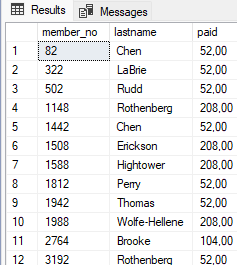 Results Messages
member_no lastname paid
1 82 Chen 52,00
2 322 LaBrie 52,00
3 502 Rudd 52,00
4 1148 Rothenberg 208,00
5 1442 Chen 52,00
6 1508 Erickson 208,00
7 1588 Hightower 208,00
8 1812 Perry 52,00
9 1942 Thomas 52,00
10 1988 Wolfe-Hellene 208,00
11 2764 Brooke 104,00
12 3192 Rothenberg 52,00